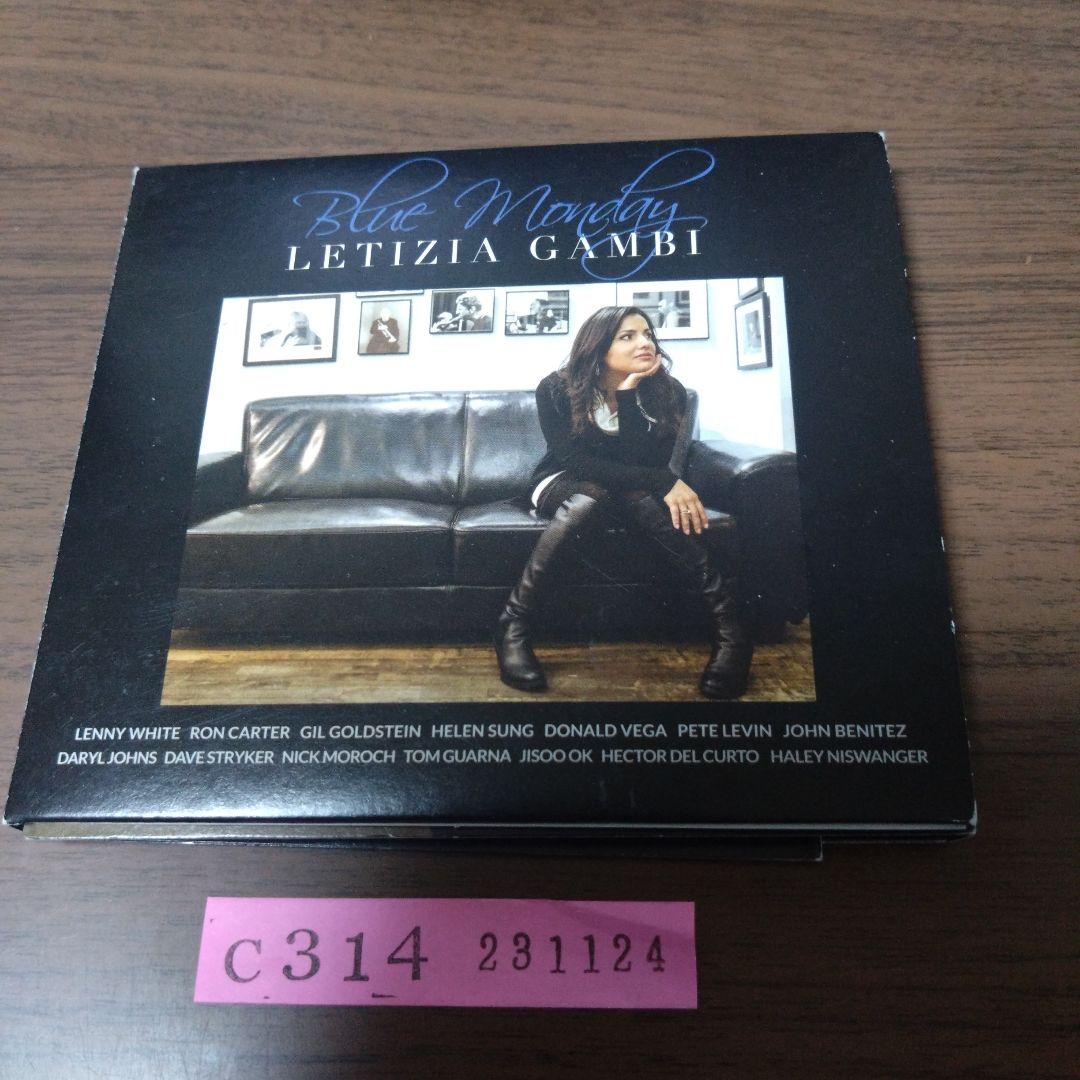 Blue Monday
LETIZIA GAMBI
LENNY WHITE RON CARTER GIL GOLDSTEIN HELEN SUNG DONALD VEGA PETE LEVIN JOHN BENITEZ
DARYL JOHNS DAVE STRYKER NICK MOROCH TOM GUARNA JISOO OK HECTOR DEL CURTO HALEY NISWANGER
C314 231124